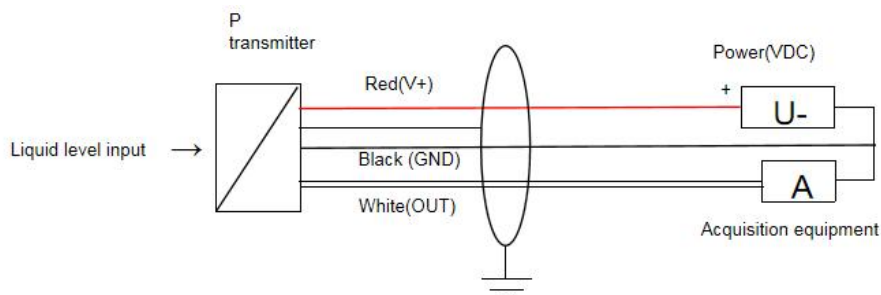 P
transmitter
Power(VDC)
Red(V+)
+
U-
Liquid level input →
Black (GND)
A
White(OUT)
Acquisition equipment